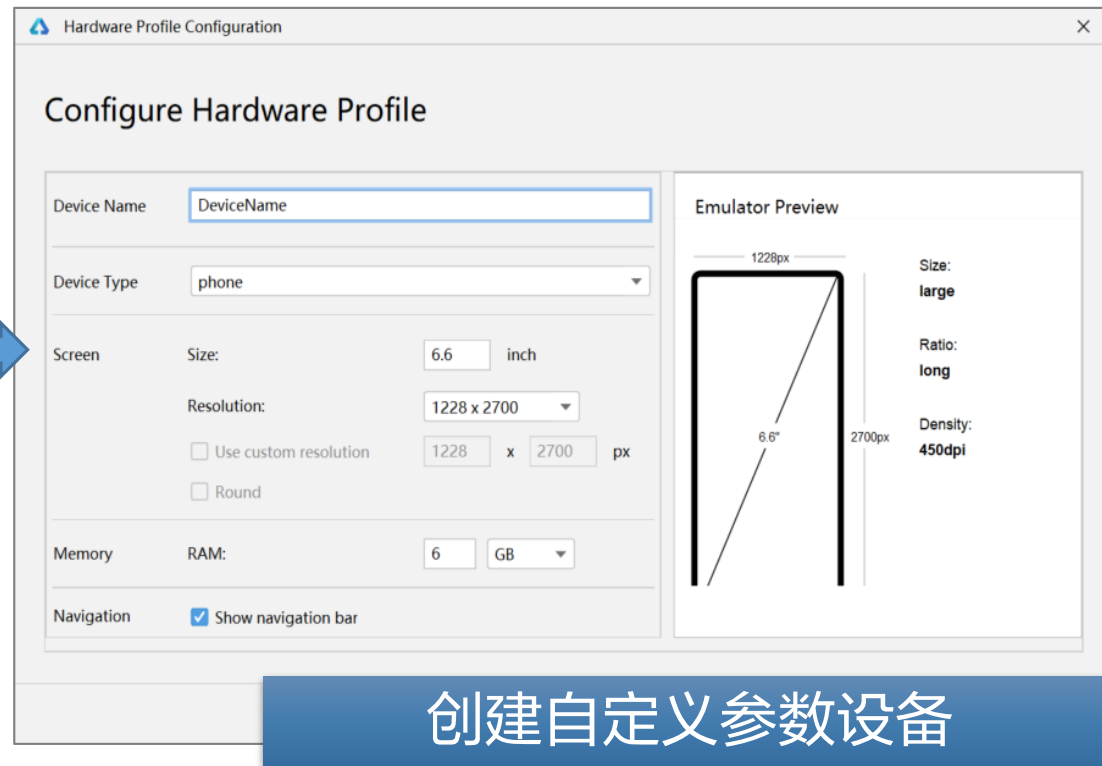 Hardware Profile Configuration
Configure Hardware Profile
Device Name DeviceName
Device Type phone
Screen Size: 6.6 inch
Resolution: 1228 x 2700
Use custom resolution 1228 x 2700 px
Round
Memory RAM: 6 GB
Navigation Show navigation bar
Emulator Preview
1228px
6.6"
2700px
Size:
large
Ratio:
long
Density:
450dpi
创建自定义参数设备